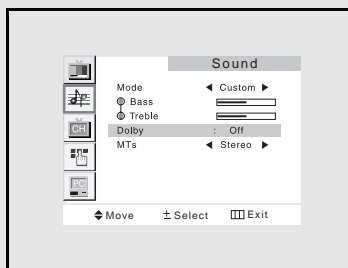 Sound
Mode ◀ Custom ▶
Bass
Treble
Dolby : Off
MTs ◀ Stereo ▶
CH
PC
Move ± Select Exit